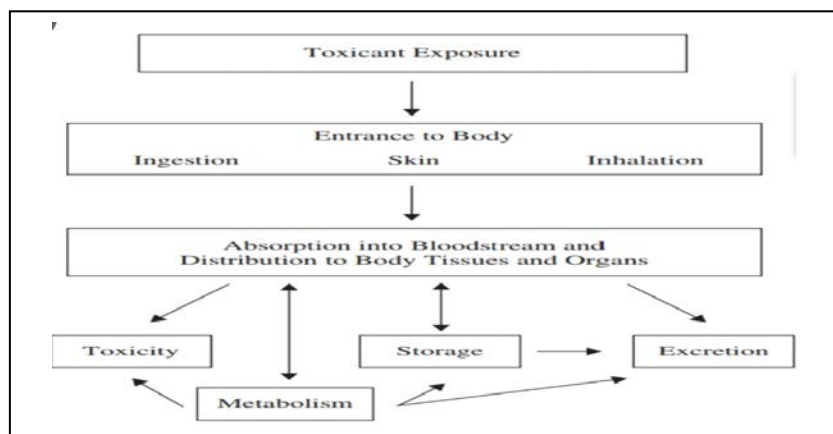 Toxicant Exposure
Entrance to Body
Ingestion Skin Inhalation
Absorption into Bloodstream and
Distribution to Body Tissues and Organs
Toxicity Storage Excretion
Metabolism